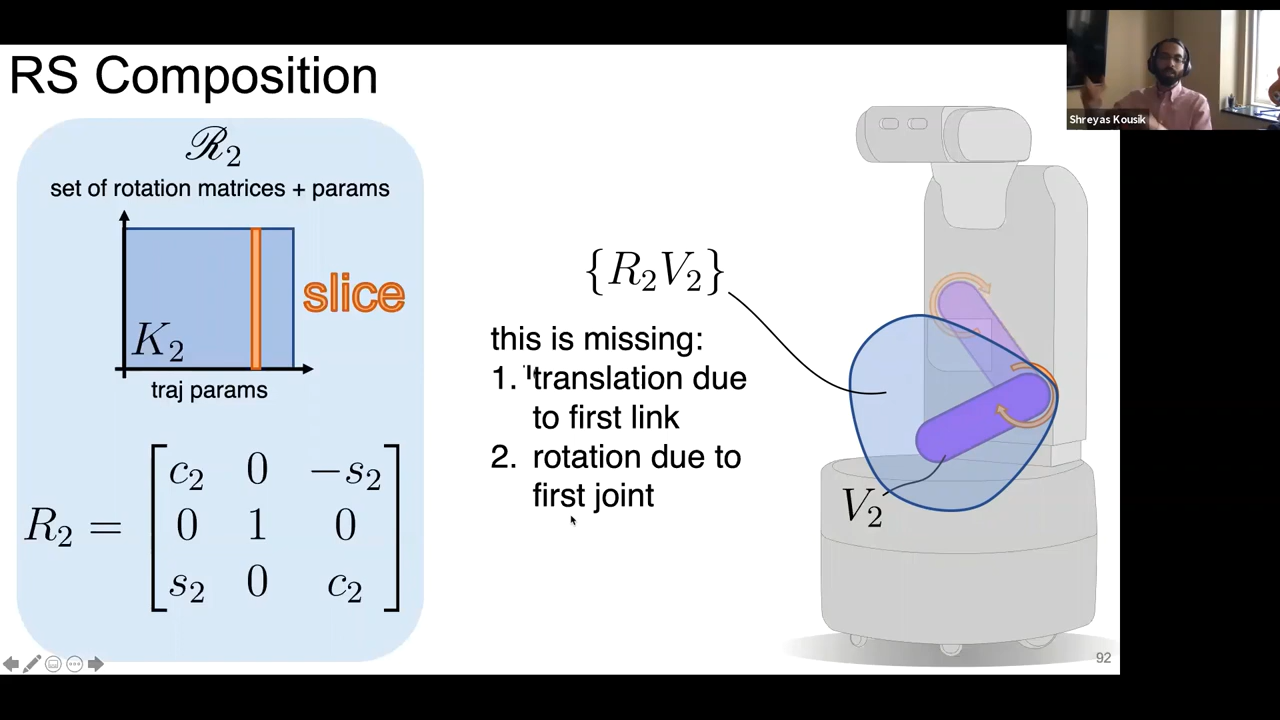 RS Composition
ℛ₂
set of rotation matrices + params
K₂
slice
traj params
R₂ = [ c₂ 0 −s₂
0 1 0
s₂ 0 c₂ ]
{R₂V₂}
this is missing:
1. translation due
to first link
2. rotation due to
first joint
V₂
92
Shreyas Kousik